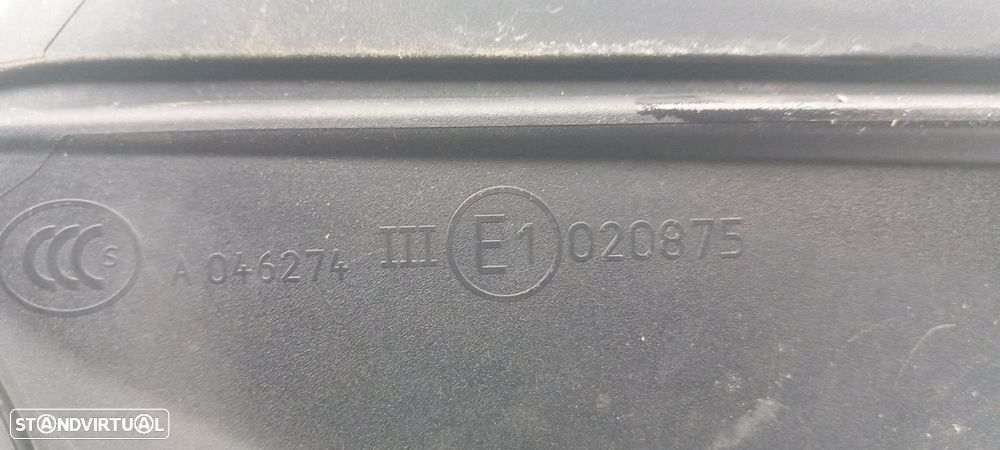 CCC S A 046274 III E1 020875
STANDVIRTUAL